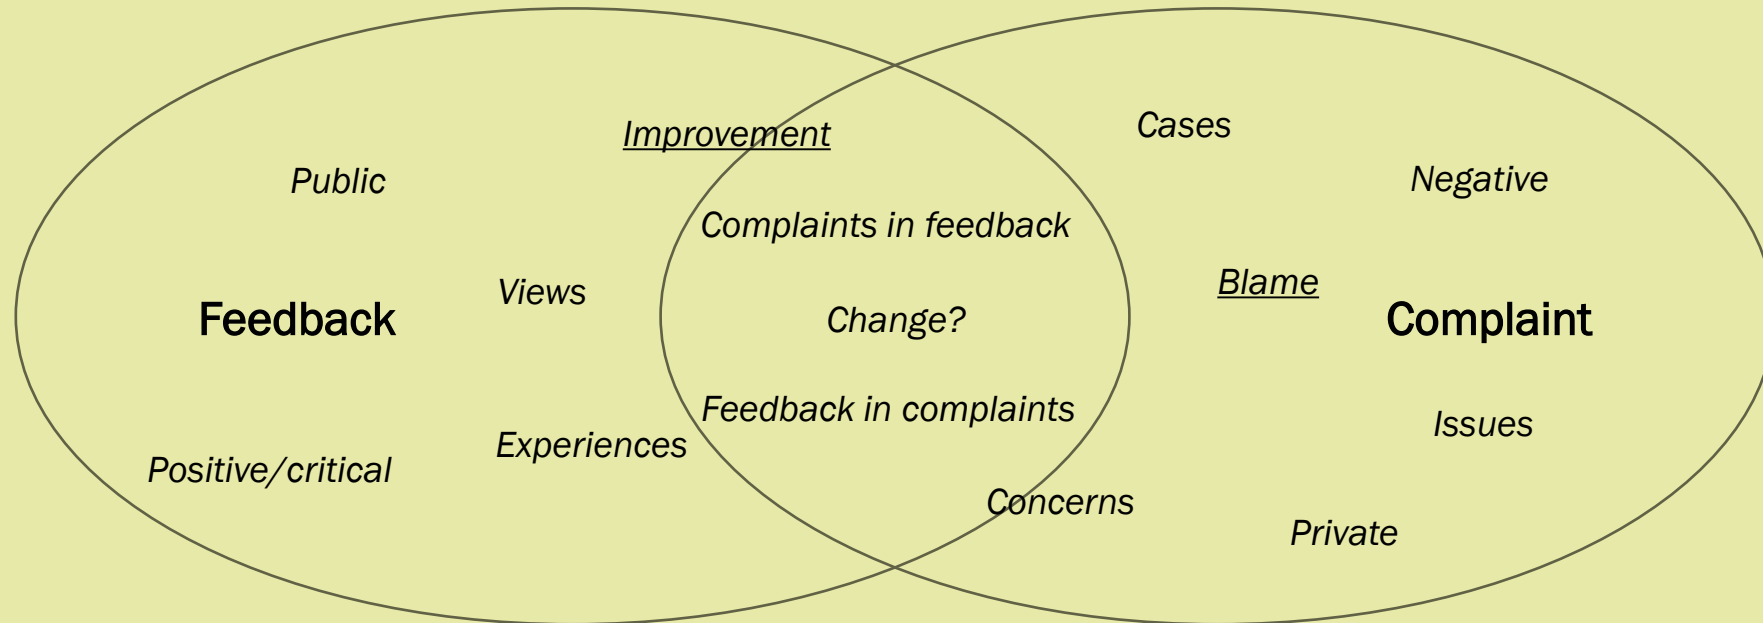 Improvement
Cases
Public
Negative
Complaints in feedback
Views
Blame
Feedback
Change?
Complaint
Feedback in complaints
Issues
Experiences
Positive/critical
Concerns
Private